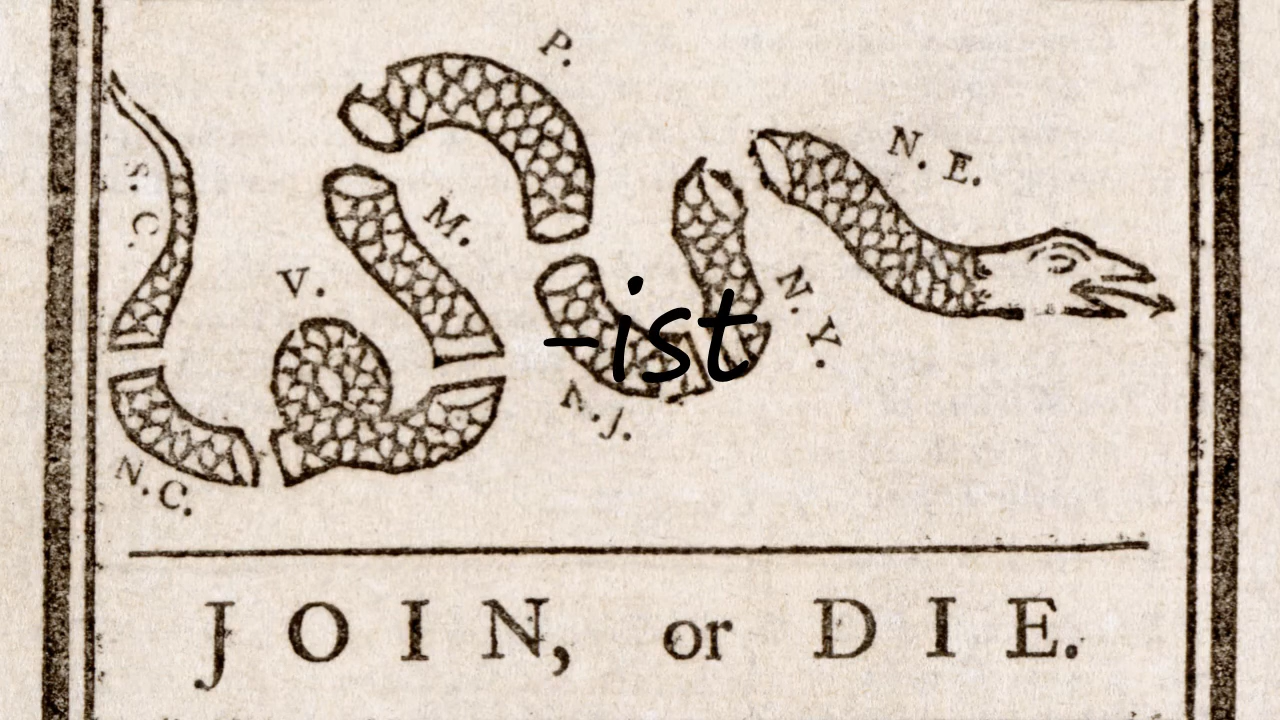 P.
N. E.
S. C.
M.
V.
N. Y.
-ist
N. J.
N. C.
JOIN, or DIE.